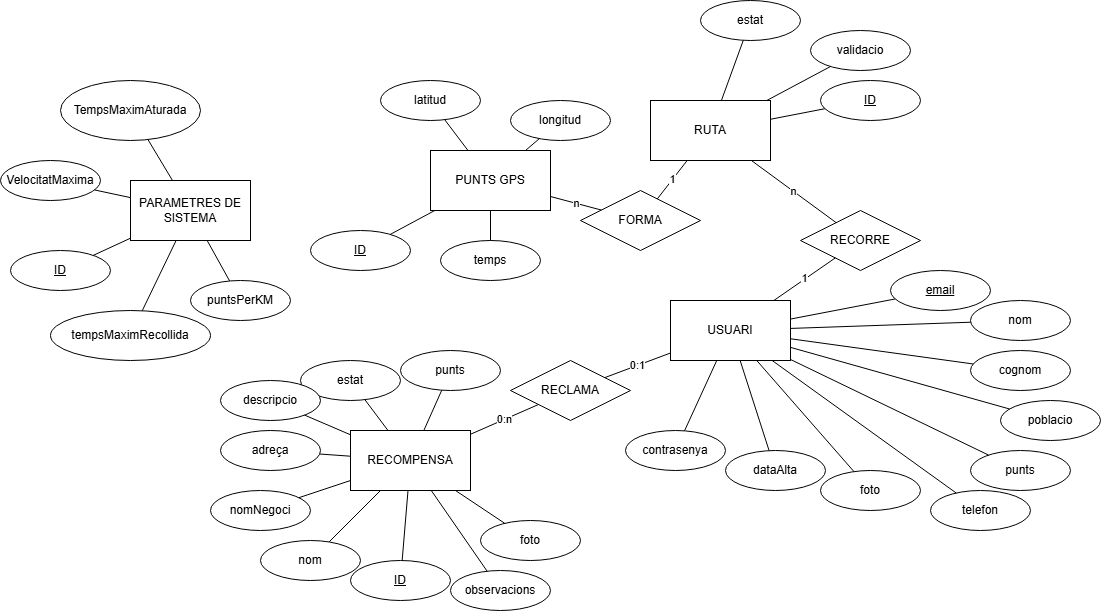 estat
validacio
ID
RUTA
TempsMaximAturada
latitud
longitud
PUNTS GPS
VelocitatMaxima
PARAMETRES DE
SISTEMA
1
n
n
FORMA
RECORRE
ID
ID
temps
1
puntsPerKM
tempsMaximRecollida
email
nom
USUARI
cognom
poblacio
punts
telefon
foto
dataAlta
contrasenya
0:1
RECLAMA
0:n
punts
estat
descripcio
adreça
RECOMPENSA
nomNegoci
nom
ID
observacions
foto